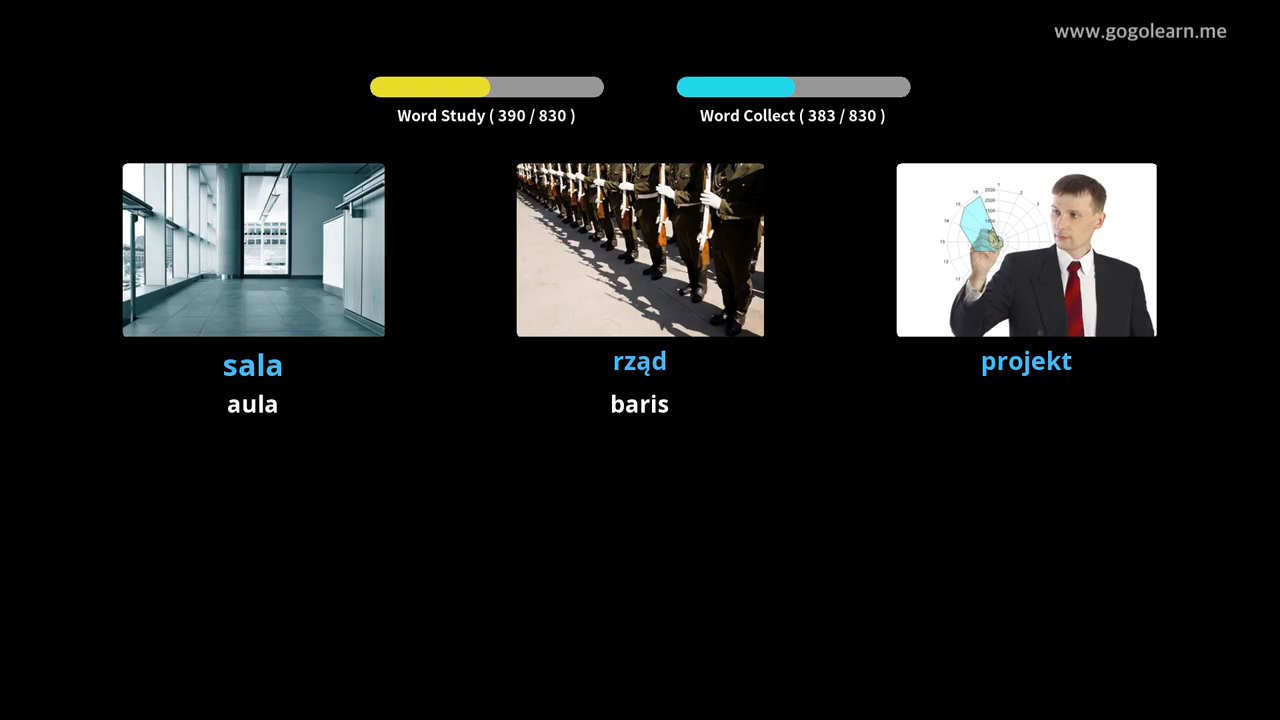 www.gogolearn.me
Word Study ( 390 / 830 )
Word Collect ( 383 / 830 )
sala
rząd
projekt
aula
baris